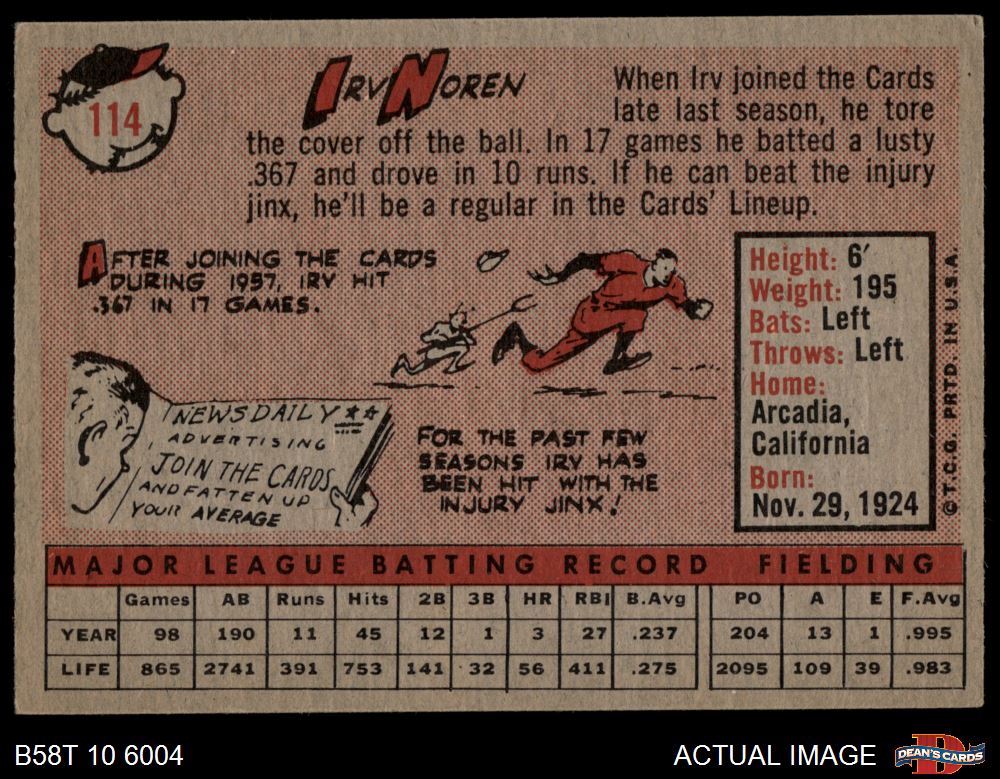 114
IRV NOREN
When Irv joined the Cards
late last season, he tore
the cover off the ball. In 17 games he batted a lusty
.367 and drove in 10 runs. If he can beat the injury
jinx, he'll be a regular in the Cards' Lineup.
AFTER JOINING THE CARDS
DURING 1957, IRV HIT
.367 IN 17 GAMES.
NEWSDAILY **
ADVERTISING
JOIN THE CARDS
AND FATTEN UP
YOUR AVERAGE
FOR THE PAST FEW
SEASONS IRV HAS
BEEN HIT WITH THE
INJURY JINX!
Height: 6′
Weight: 195
Bats: Left
Throws: Left
Home:
Arcadia,
California
Born:
Nov. 29, 1924
© T.C.G. PRTD. IN U.S.A.
MAJOR LEAGUE BATTING RECORD FIELDING
Games AB Runs Hits 2B 3B HR RBI B.Avg PO A E F.Avg
YEAR 98 190 11 45 12 1 3 27 .237 204 13 1 .995
LIFE 865 2741 391 753 141 32 56 411 .275 2095 109 39 .983
B58T 10 6004
ACTUAL IMAGE
D
DEAN'S CARDS